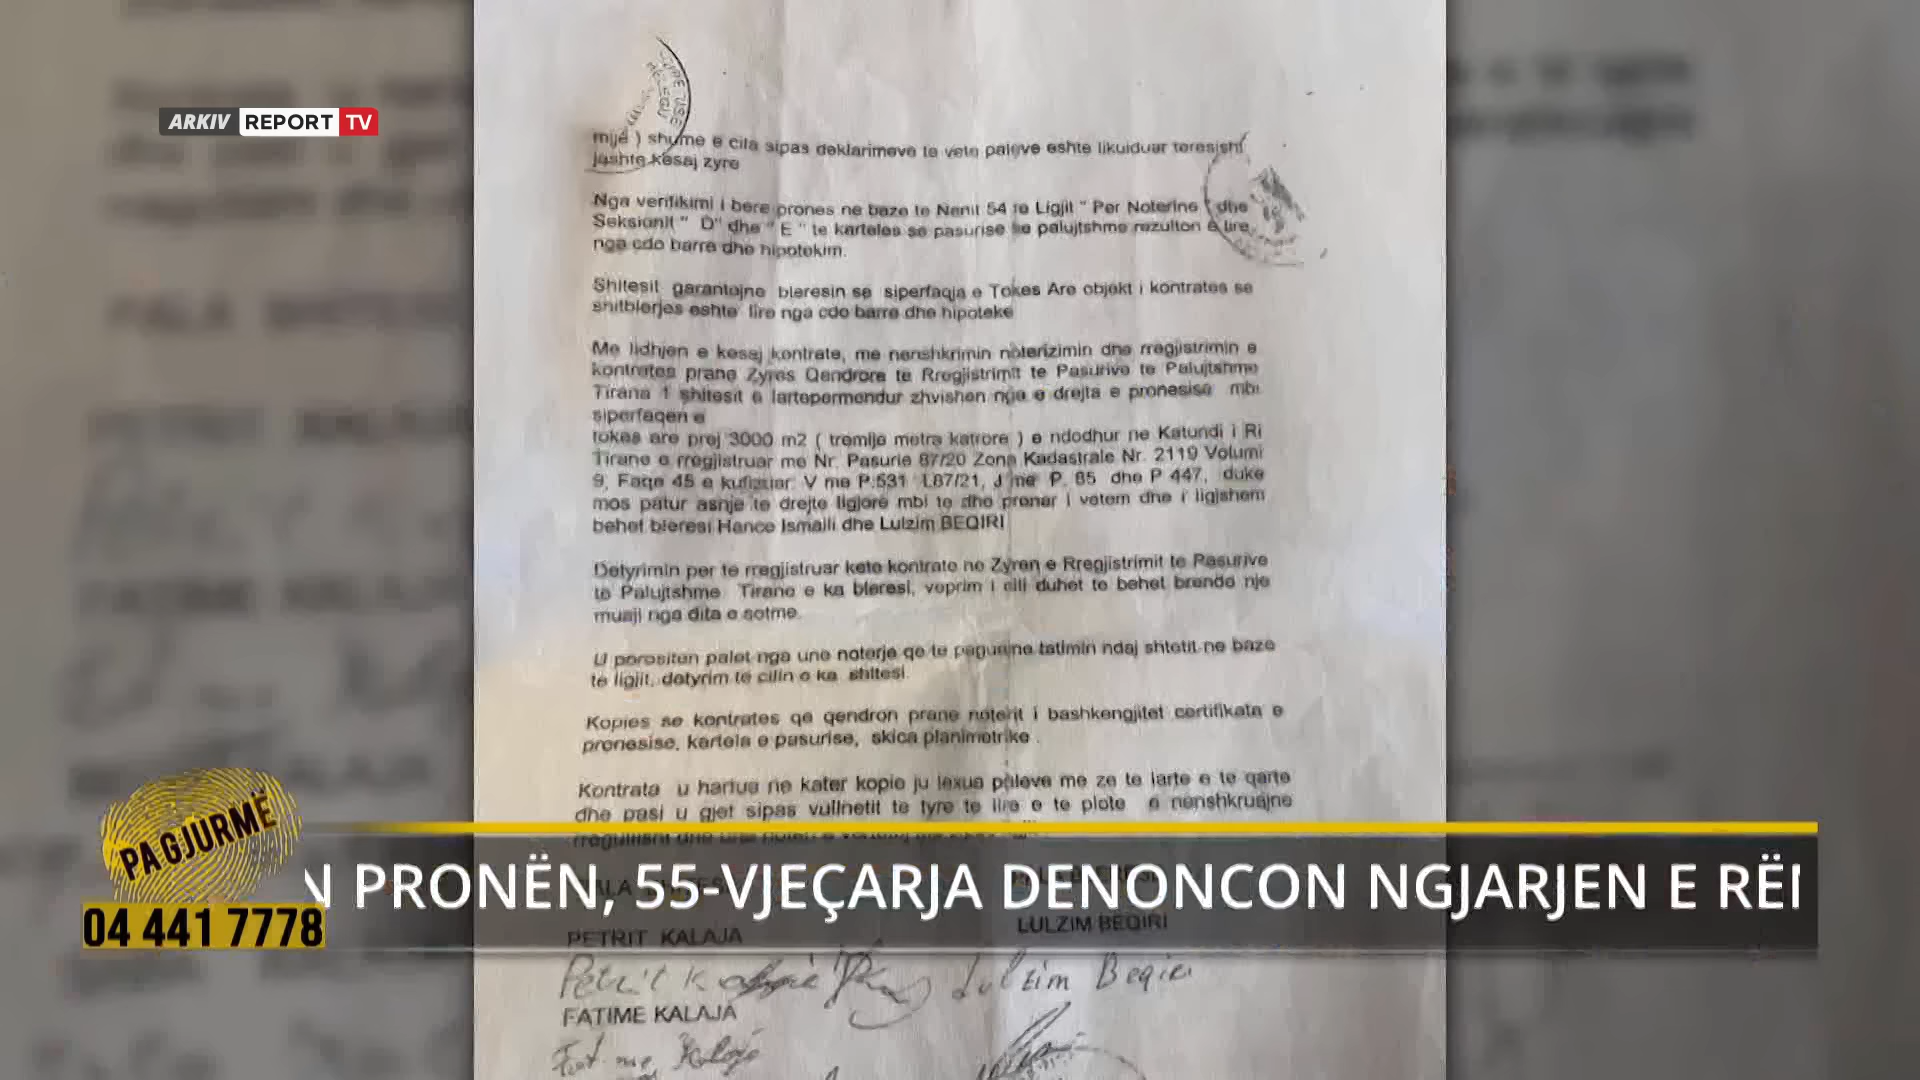 ARKIV REPORT TV
mije ) shume e cila sipas deklarimeve te vete paleve eshte likuiduar teresisht
jashte kesaj zyre
Nga verifikimi i bere prones ne baze te Nenit 54 te Ligjit " Per Noterine dhe
Seksionit " D" dhe " E " te karteles se pasurise se palujtshme rezulton e lire
nga cdo barre dhe hipotekim.
Shitesit garantojne bleresin se siperfaqja e Tokes Are objekt i kontrates se
shitblerjes eshte lire nga cdo barre dhe hipoteke
Me lidhjen e kesaj kontrate, me nenshkrimin noterizimin dhe rregjistrimin e
kontrates prane Zyres Qendrore te Rregjistrimit te Pasurive te Palujtshme
Tirana 1 shitesit e lartepermendur zhvishen nga e drejta e pronesise mbi
siperfaqen e
tokes are prej 3000 m2 ( tremije metra katrore ) e ndodhur ne Katundi i Ri
Tirane e rregjistruar me Nr. Pasurie 87/20 Zona Kadastrale Nr. 2119 Volumi
9, Faqe 45 e kufizuar: V me P.531 L87/21, J me P. 85 dhe P 447, duke
mos patur asnje te drejte ligjore mbi te dhe pronar i vetem dhe i ligjshem
behet bleresi Hance Ismaili dhe Lulzim BEQIRI
Detyrimin per te rregjistruar kete kontrate ne Zyren e Rregjistrimit te Pasurive
te Palujtshme Tirane e ka bleresi, veprim i cili duhet te behet brenda nje
muaji nga dita e sotme.
U porositen palet nga une noterja qe te paguajne tatimin ndaj shtetit ne baze
te ligjit, detyrim te cilin e ka shitesi.
Kopies se kontrates qe qendron prane noterit i bashkengjitet certifikata e
pronesise, kartela e pasurise, skica planimetrike .
Kontrata u hartua ne kater kopie ju lexua paleve me ze te larte e te qarte
dhe pasi u gjet sipas vullnetit te tyre te lire e te plote e nenshkruajne
PA GJURMË
04 441 7778
N PRONËN, 55-VJEÇARJA DENONCON NGJARJEN E RËN
PETRIT KALAJA
LULZIM BEQIRI
Petrit
Lulzim Beqiri
FATIME KALAJA